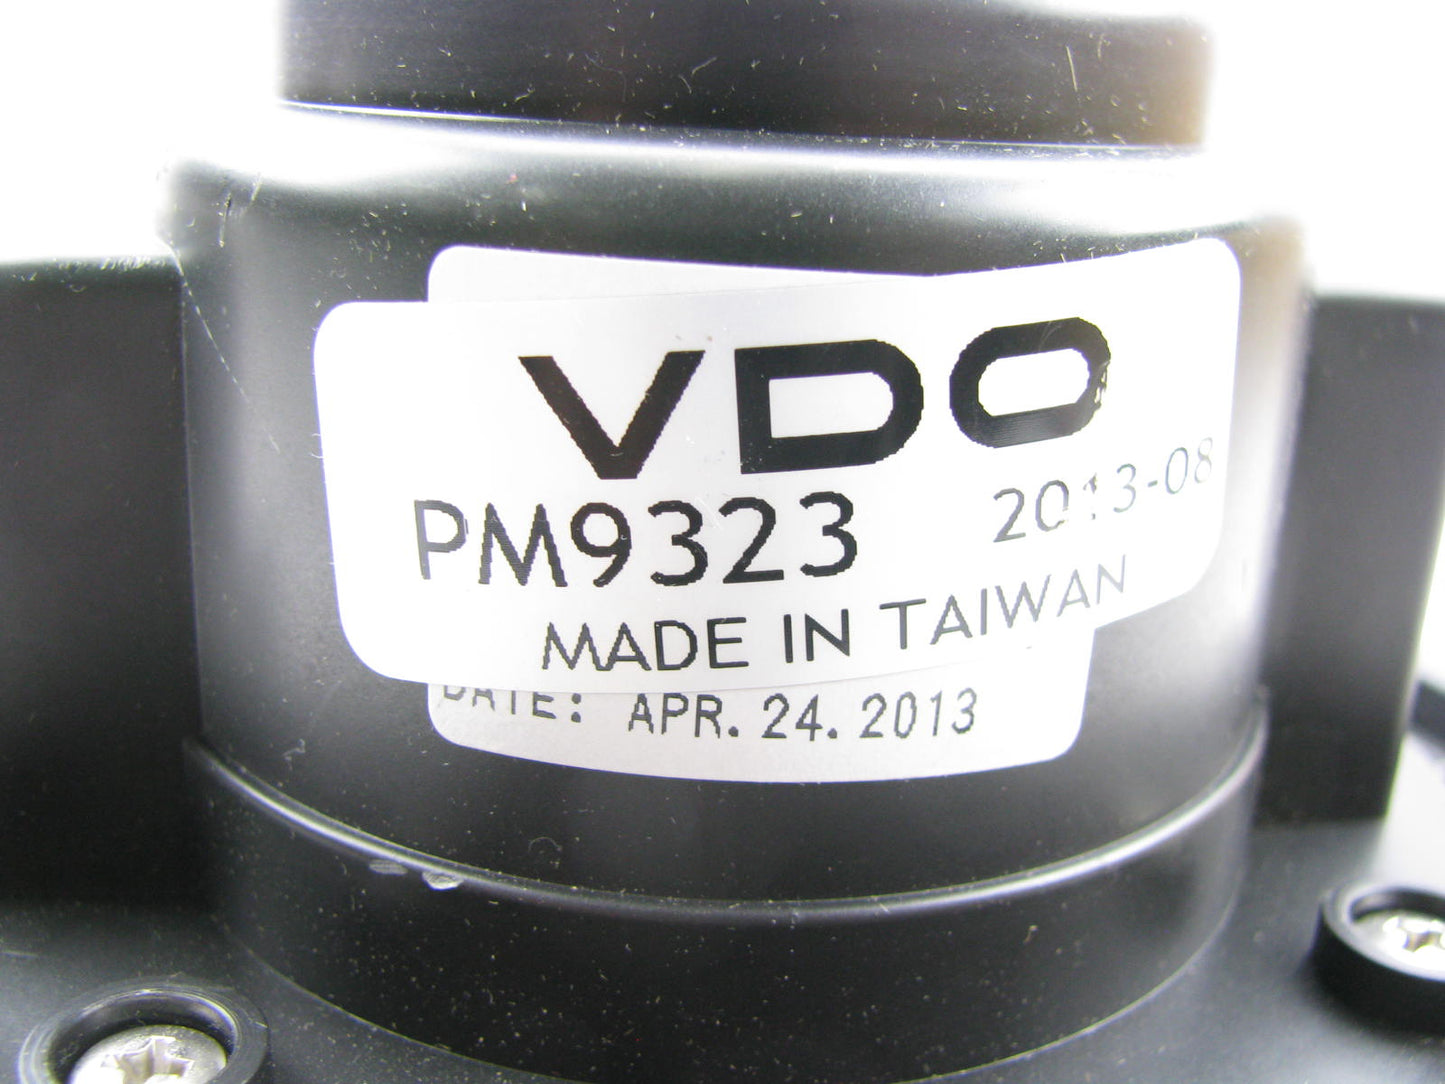 VDO
PM9323 2013-08
MADE IN TAIWAN
DATE: APR. 24. 2013